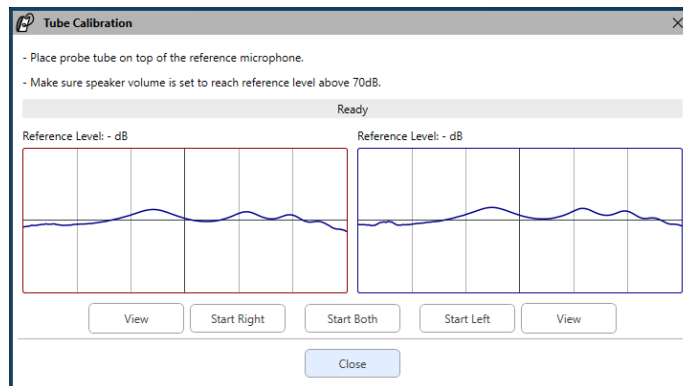 Tube Calibration
- Place probe tube on top of the reference microphone.
- Make sure speaker volume is set to reach reference level above 70dB.
Ready
Reference Level: - dB
Reference Level: - dB
View
Start Right
Start Both
Start Left
View
Close